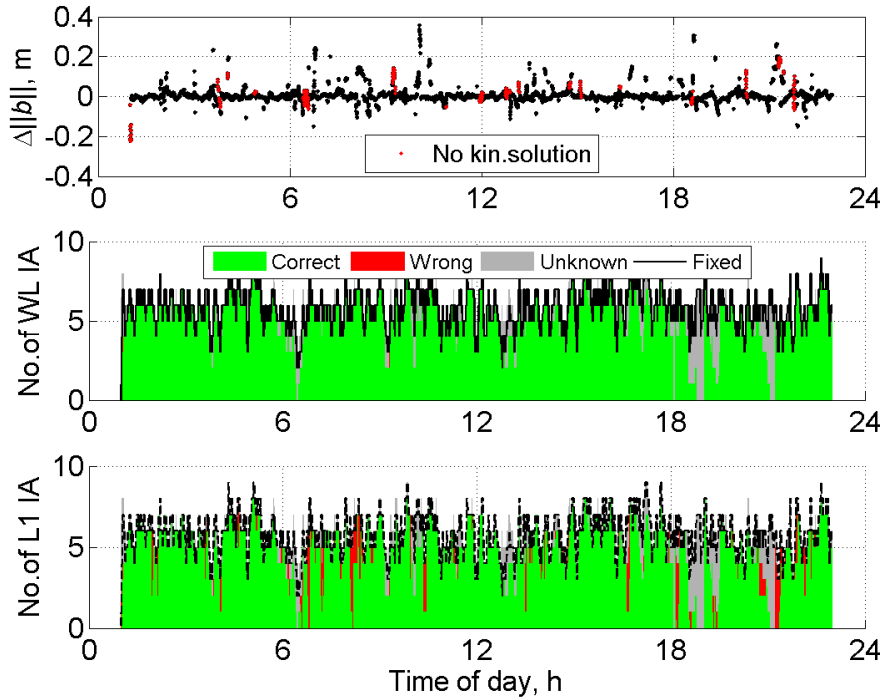 0.4
0.2
0
-0.2
0.4
Δ||b||, m
No kin.solution
0 6 12 18 24
10
5
0
No.of WL IA
Correct Wrong Unknown Fixed
0 6 12 18 24
10
5
0
No.of L1 IA
0 6 12 18 24
Time of day, h